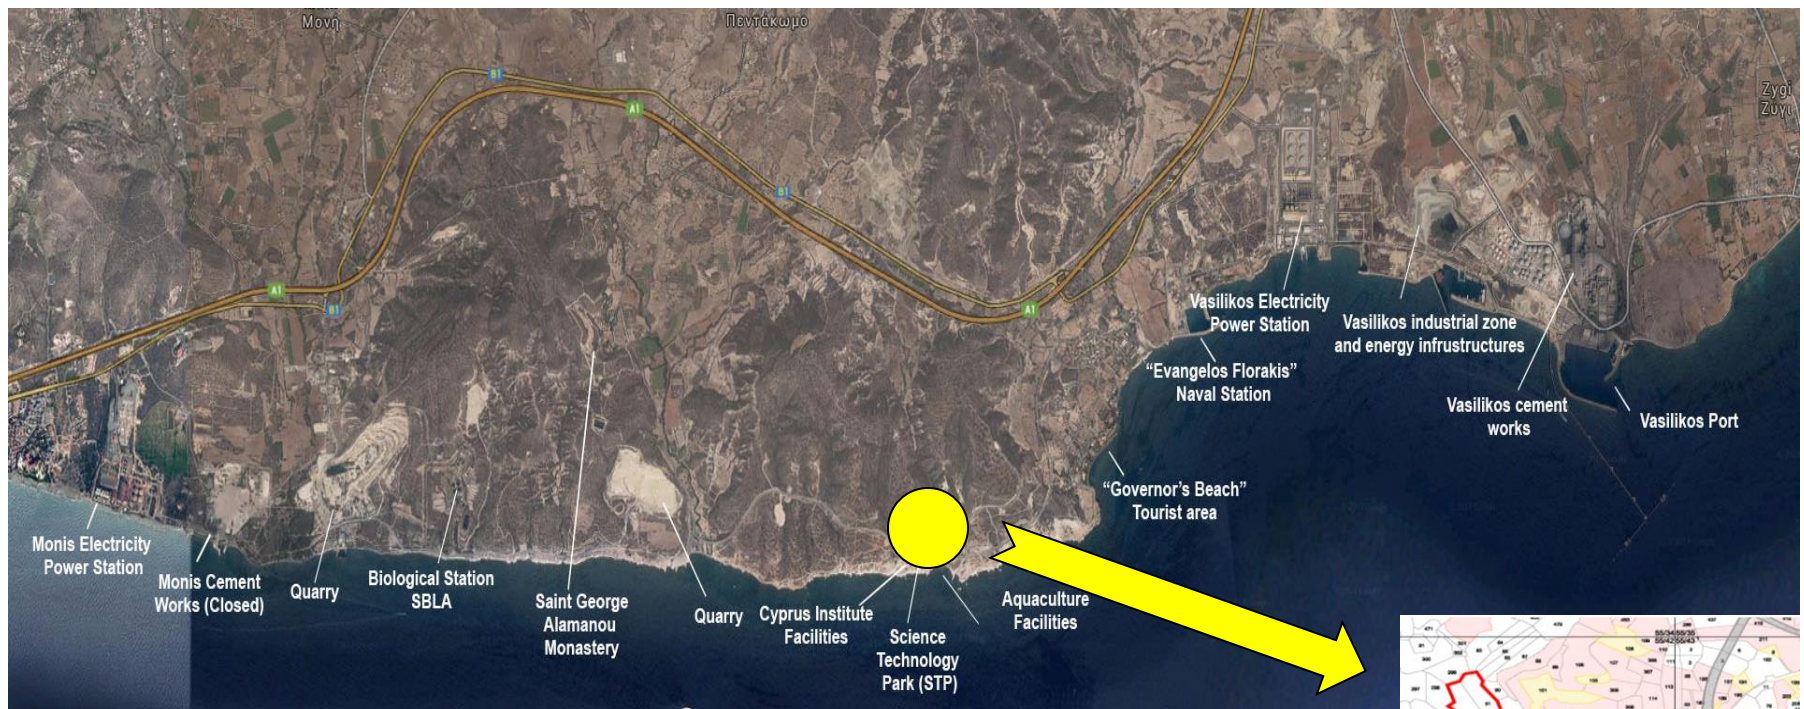 Μονή
Πεντάκωμο
B1
A1
B1
A1
B1
A1
Zygi
Ζύγι
Vasilikos Electricity
Power Station
Vasilikos industrial zone
and energy infrustructures
"Evangelos Florakis"
Naval Station
Vasilikos cement
works
Vasilikos Port
"Governor's Beach"
Tourist area
Monis Electricity
Power Station
Monis Cement
Works (Closed)
Quarry
Biological Station
SBLA
Saint George
Alamanou
Monastery
Quarry
Cyprus Institute
Facilities
Science
Technology
Park (STP)
Aquaculture
Facilities